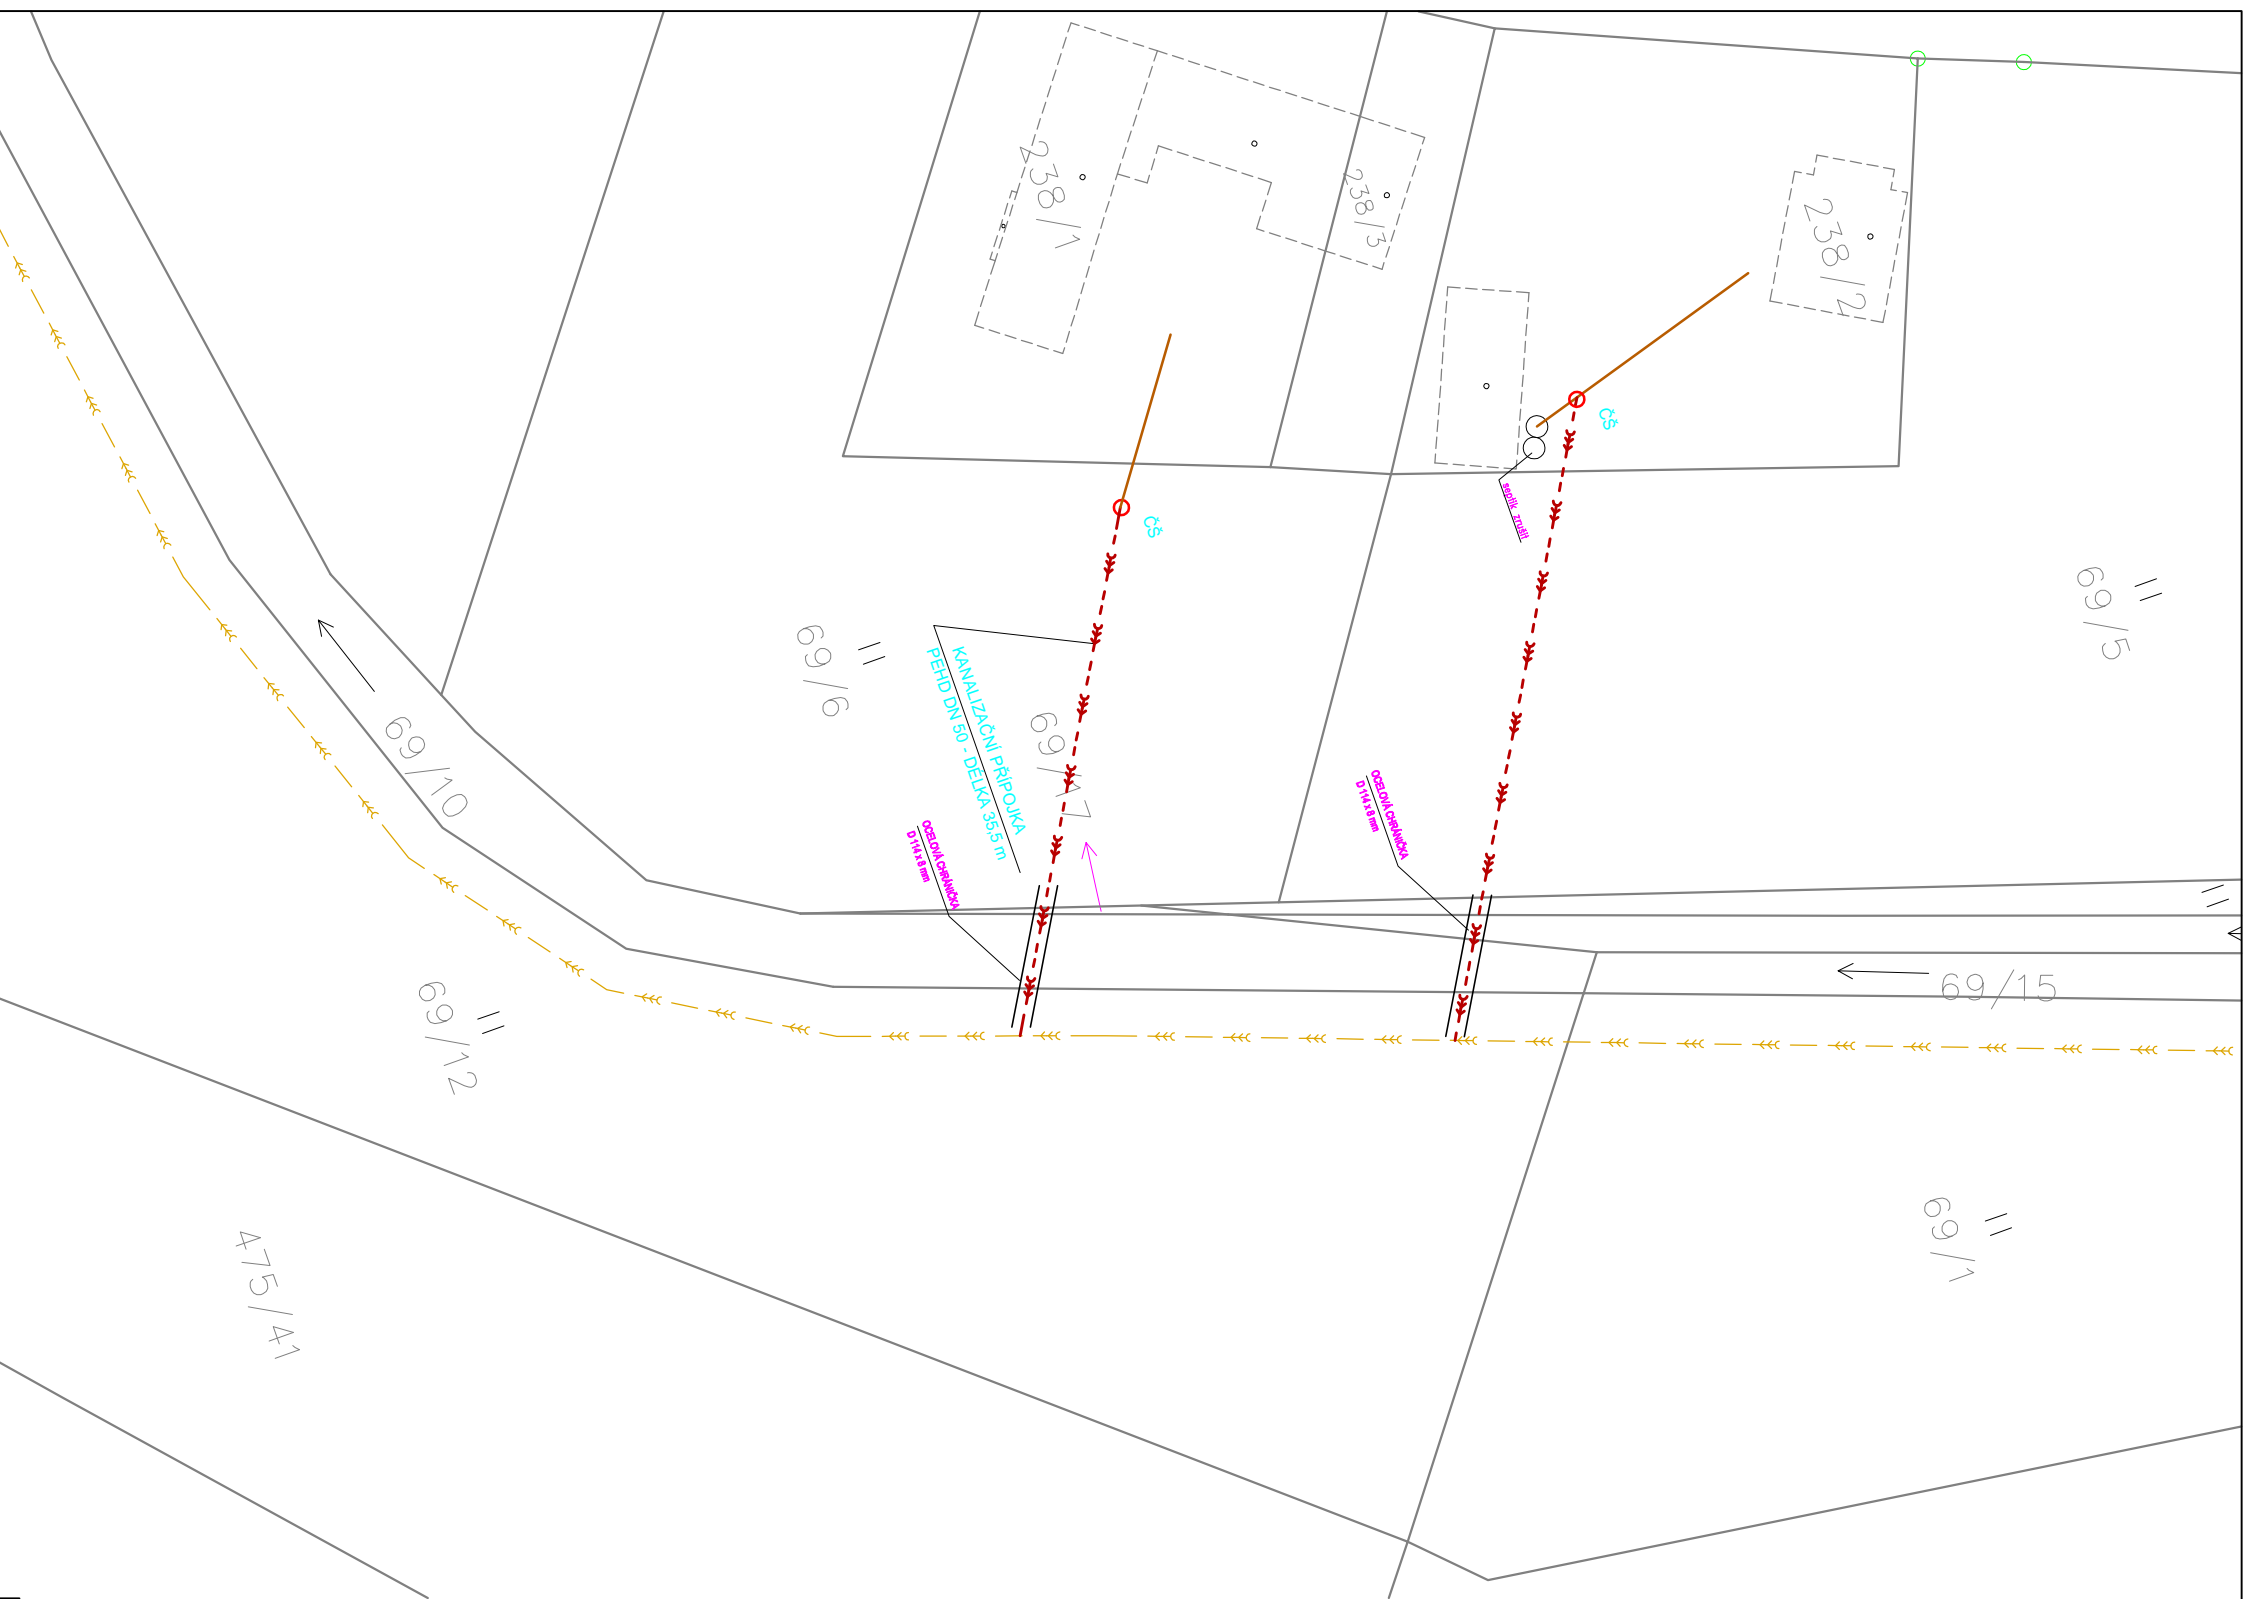 238/1
238/3
238/2
ČŠ
ČŠ
septik zrušit
69/5
69/6
KANALIZAČNÍ PŘÍPOJKA
PEHD DN 50 - DÉLKA 35,5 m
69/17
69/10
OCELOVÁ CHRÁNIČKA
D 114 x 8 mm
OCELOVÁ CHRÁNIČKA
D 114 x 8 mm
69/15
69/12
69/1
475/41